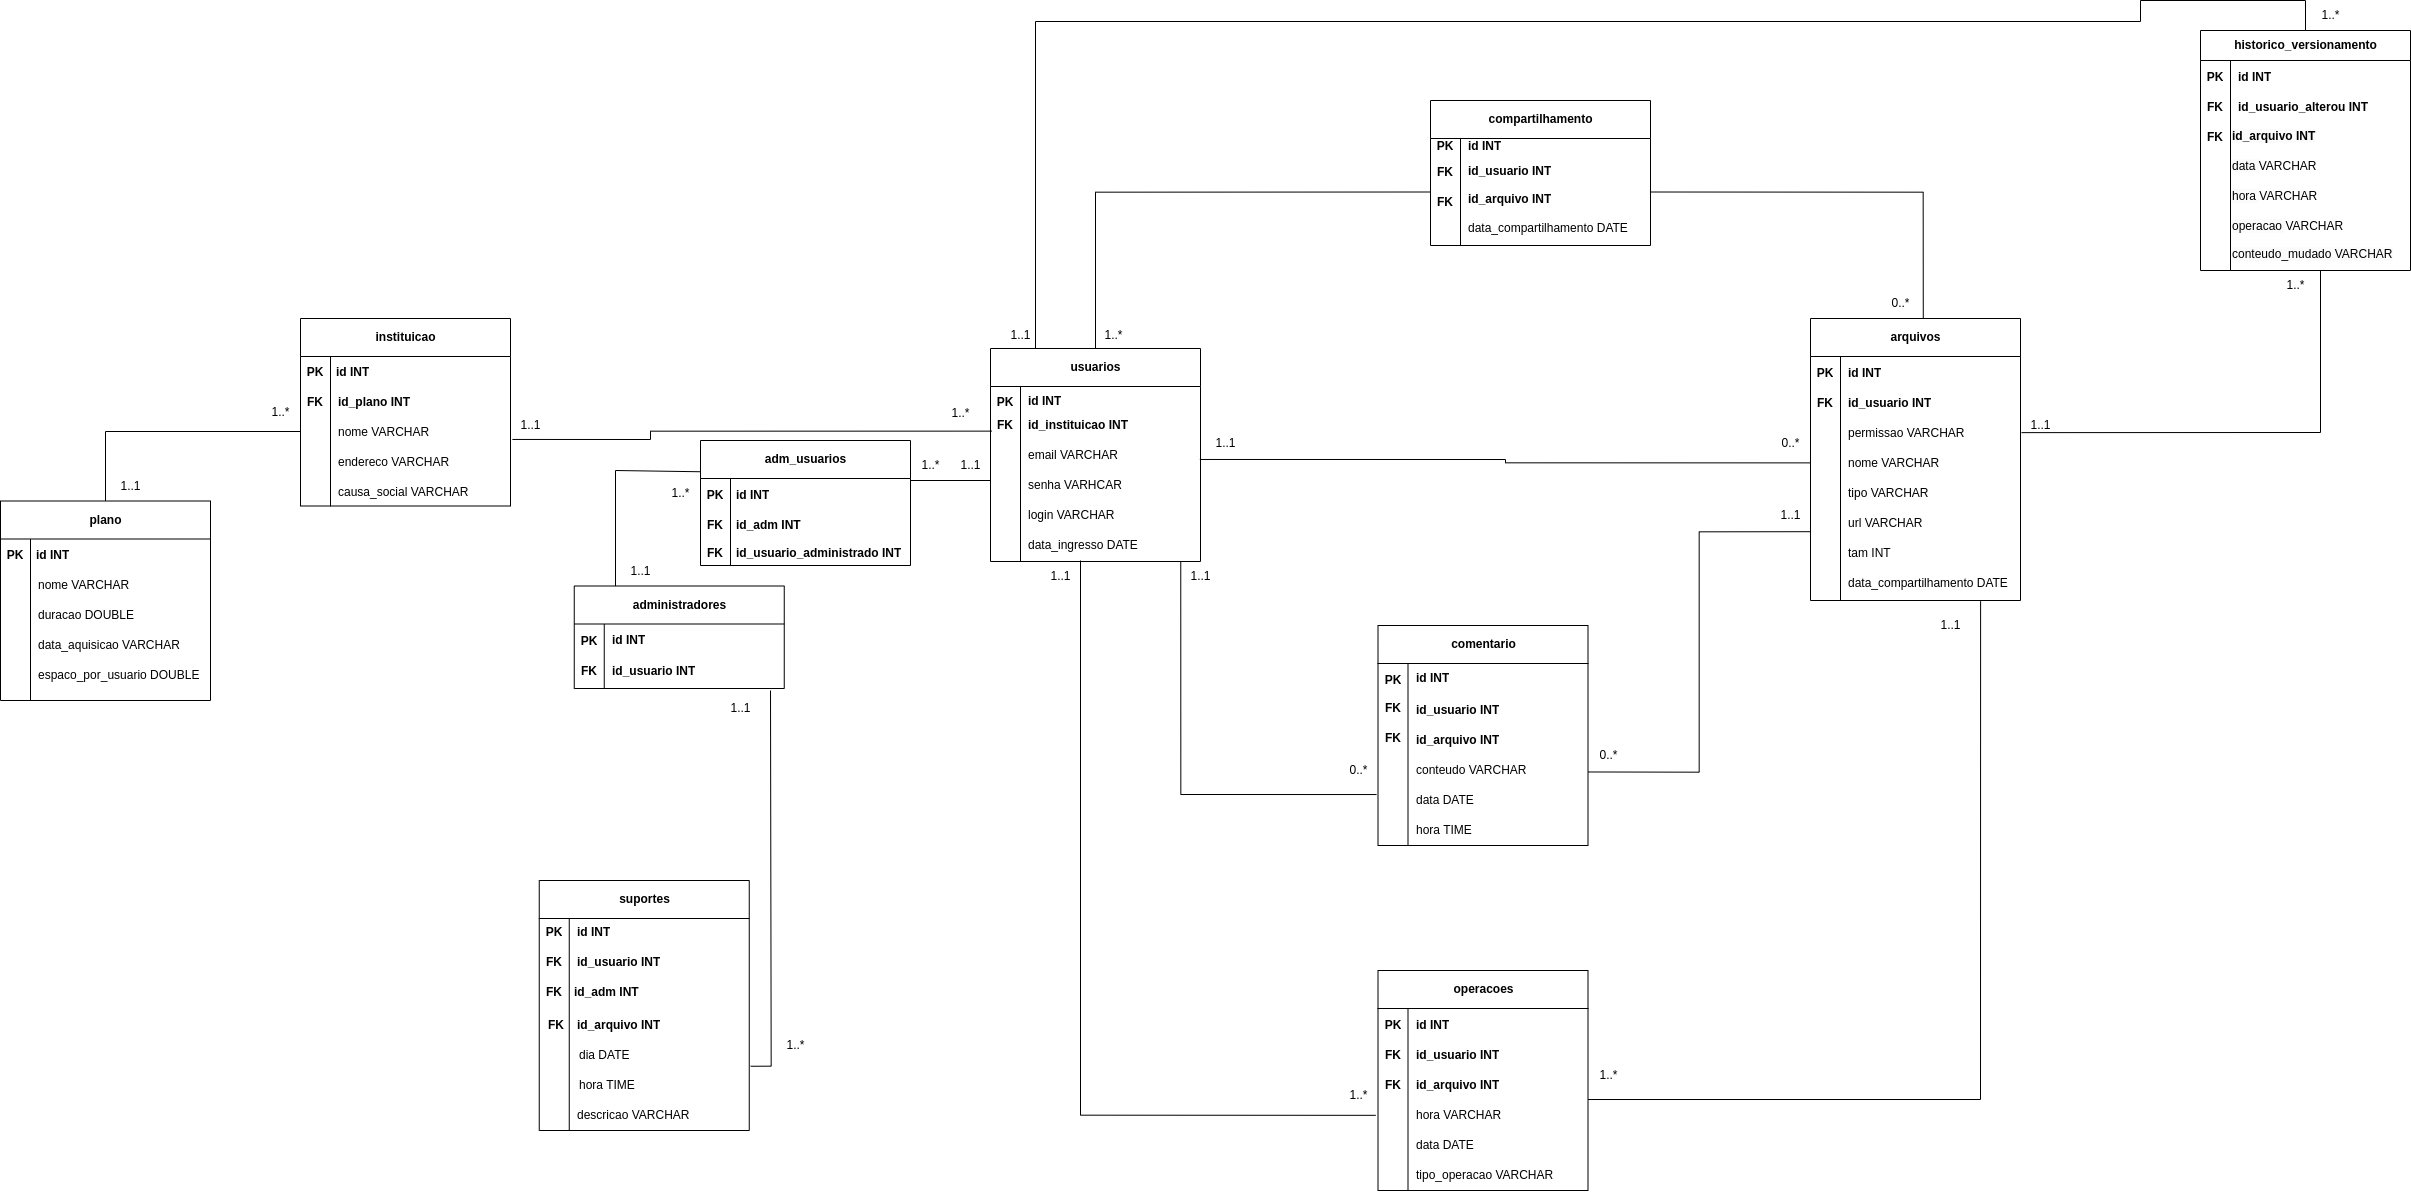 1..*
historico_versionamento
PK id INT
FK id_usuario_alterou INT
FK id_arquivo INT
data VARCHAR
hora VARCHAR
operacao VARCHAR
conteudo_mudado VARCHAR
1..*
compartilhamento
PK id INT
FK id_usuario INT
FK id_arquivo INT
data_compartilhamento DATE
0..*
1..1
1..*
instituicao
PK id INT
FK id_plano INT
nome VARCHAR
endereco VARCHAR
causa_social VARCHAR
1..*
1..1
1..1
1..*
plano
PK id INT
nome VARCHAR
duracao DOUBLE
data_aquisicao VARCHAR
espaco_por_usuario DOUBLE
adm_usuarios
PK id INT
FK id_adm INT
FK id_usuario_administrado INT
1..*
1..1
1..*
1..1
usuarios
PK id INT
FK id_instituicao INT
email VARCHAR
senha VARHCAR
login VARCHAR
data_ingresso DATE
1..1
0..*
1..1
1..1
1..1
arquivos
PK id INT
FK id_usuario INT
permissao VARCHAR
nome VARCHAR
tipo VARCHAR
url VARCHAR
tam INT
data_compartilhamento DATE
1..1
1..1
1..1
administradores
PK id INT
FK id_usuario INT
1..1
comentario
PK id INT
FK id_usuario INT
FK id_arquivo INT
conteudo VARCHAR
data DATE
hora TIME
0..*
0..*
suportes
PK id INT
FK id_usuario INT
FK id_adm INT
FK id_arquivo INT
dia DATE
hora TIME
descricao VARCHAR
1..*
operacoes
PK id INT
FK id_usuario INT
FK id_arquivo INT
hora VARCHAR
data DATE
tipo_operacao VARCHAR
1..*
1..*